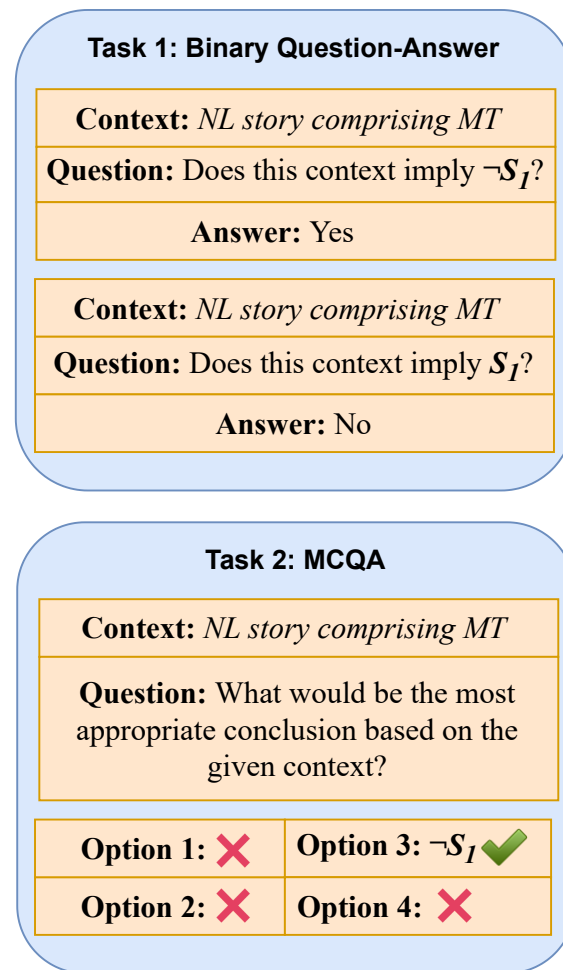 Task 1: Binary Question-Answer
Context: NL story comprising MT
Question: Does this context imply ¬S₁?
Answer: Yes
Context: NL story comprising MT
Question: Does this context imply S₁?
Answer: No
Task 2: MCQA
Context: NL story comprising MT
Question: What would be the most
appropriate conclusion based on the
given context?
Option 1: ❌
Option 3: ¬S₁ ✔
Option 2: ❌
Option 4: ❌